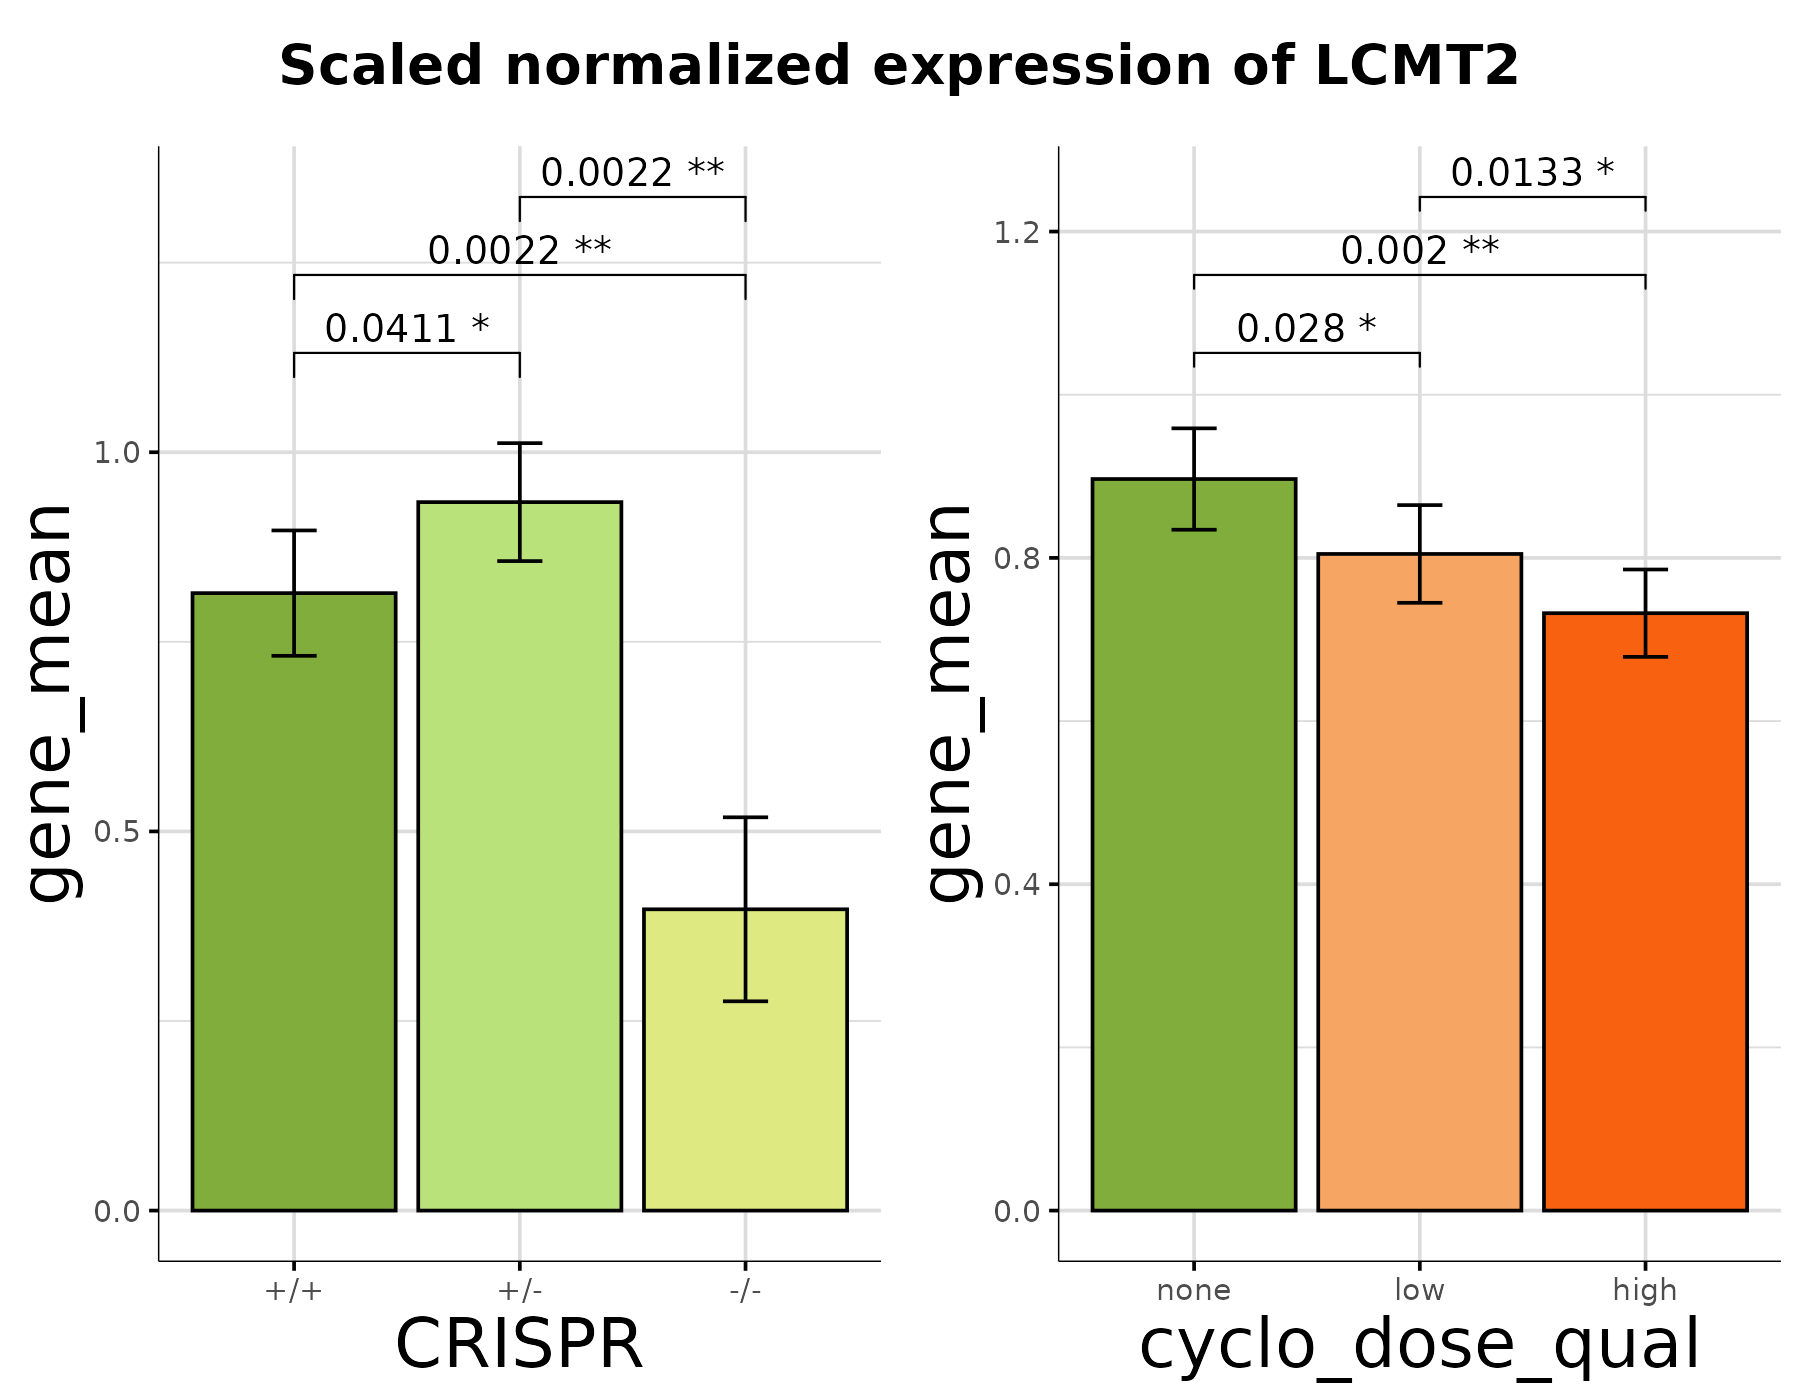 Scaled normalized expression of LCMT2
gene_mean
1.0
0.5
0.0
0.0022 **
0.0022 **
0.0411 *
+/+
+/-
-/-
CRISPR
gene_mean
1.2
0.8
0.4
0.0
0.0133 *
0.002 **
0.028 *
none
low
high
cyclo_dose_qual